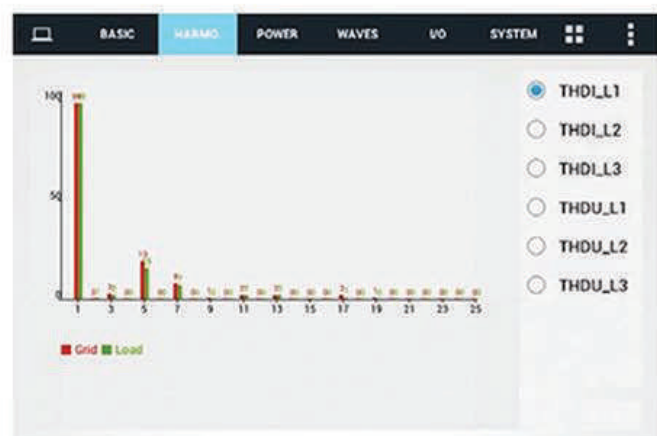 BASIC HARMO POWER WAVES I/O SYSTEM
100
50
0
1 3 5 7 9 11 13 15 17 19 21 23 25
Grid Load
THDI_L1
THDI_L2
THDI_L3
THDU_L1
THDU_L2
THDU_L3